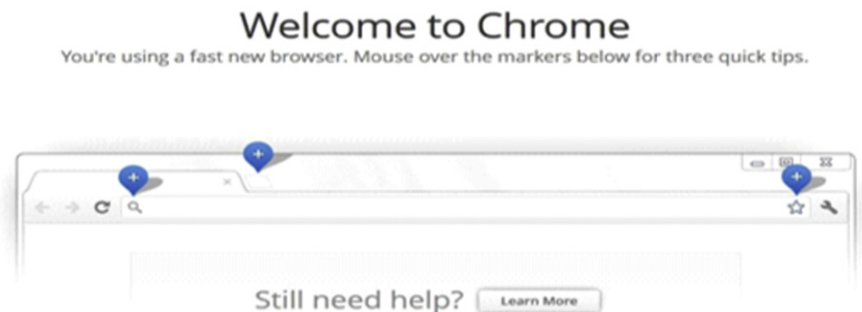 Welcome to Chrome
You're using a fast new browser. Mouse over the markers below for three quick tips.
Still need help? Learn More